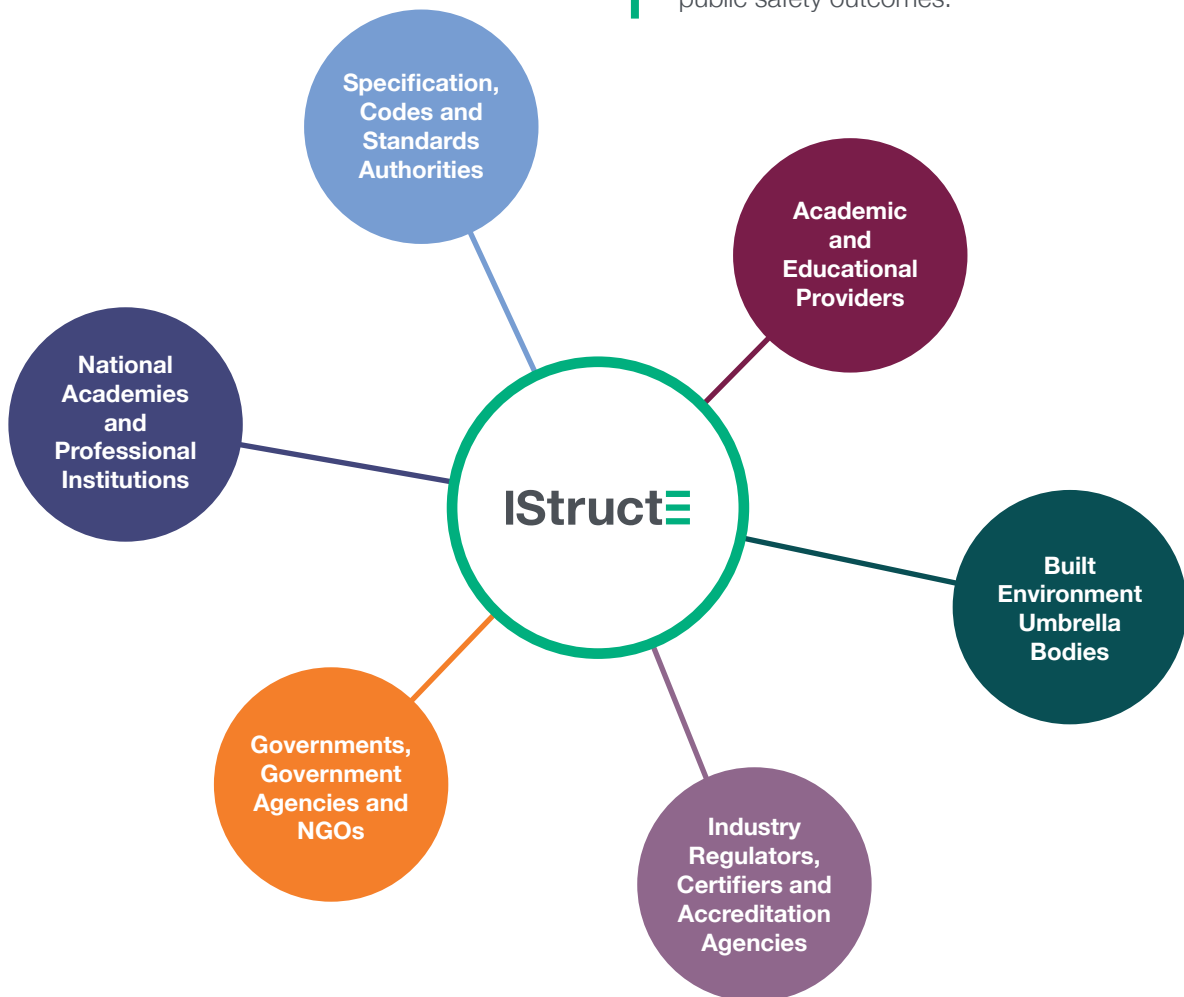 public safety outcomes.
Specification,
Codes and
Standards
Authorities
Academic
and
Educational
Providers
National
Academies
and
Professional
Institutions
IStructE
Built
Environment
Umbrella
Bodies
Governments,
Government
Agencies and
NGOs
Industry
Regulators,
Certifiers and
Accreditation
Agencies